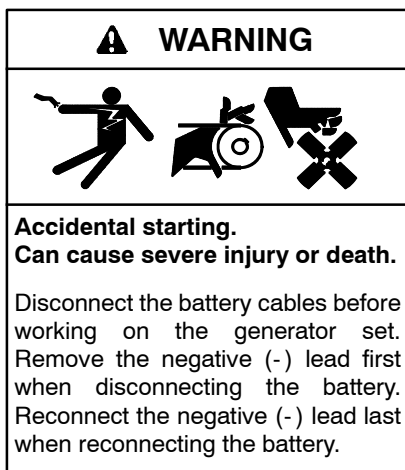 WARNING
Accidental starting.
Can cause severe injury or death.
Disconnect the battery cables before
working on the generator set.
Remove the negative (-) lead first
when disconnecting the battery.
Reconnect the negative (-) lead last
when reconnecting the battery.